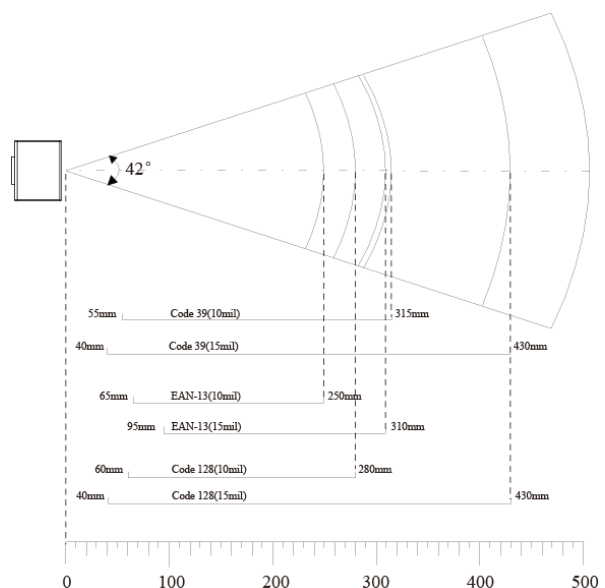 42°
55mm Code 39(10mil) 315mm
40mm Code 39(15mil) 430mm
65mm EAN-13(10mil) 250mm
95mm EAN-13(15mil) 310mm
60mm Code 128(10mil) 280mm
40mm Code 128(15mil) 430mm
0 100 200 300 400 500